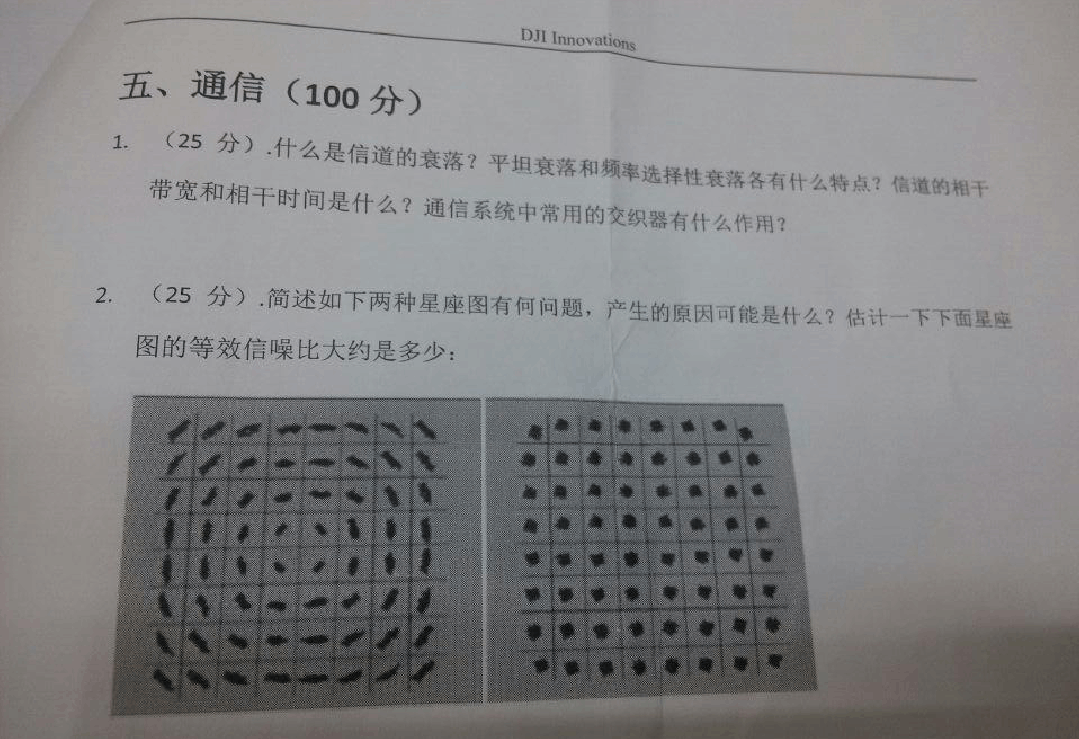 DJI Innovations
五、通信（100 分）
1. （25 分）.什么是信道的衰落？平坦衰落和频率选择性衰落各有什么特点？信道的相干
带宽和相干时间是什么？通信系统中常用的交织器有什么作用？
2. （25 分）.简述如下两种星座图有何问题，产生的原因可能是什么？估计一下下面星座
图的等效信噪比大约是多少：